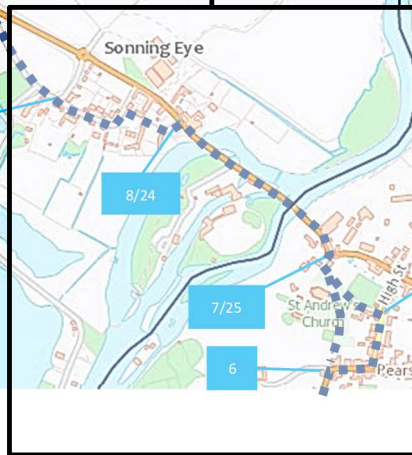 Sonning Eye
8/24
7/25
St Andrew's
Church
High St
6
Pears